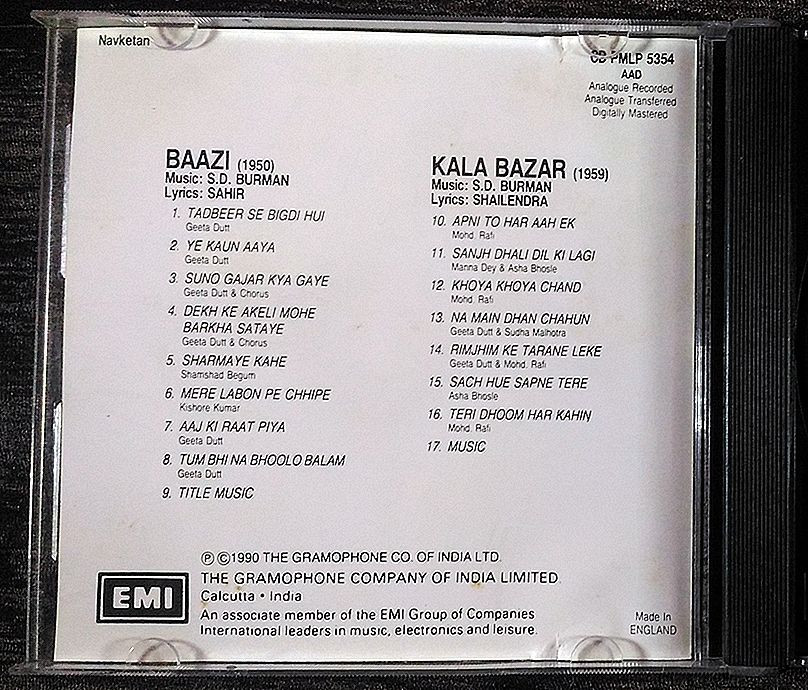 Navketan
CD PMLP 5354
AAD
Analogue Recorded
Analogue Transferred
Digitally Mastered
BAAZI (1950)
Music: S.D. BURMAN
Lyrics: SAHIR
1. TADBEER SE BIGDI HUI
Geeta Dutt
2. YE KAUN AAYA
Geeta Dutt
3. SUNO GAJAR KYA GAYE
Geeta Dutt & Chorus
4. DEKH KE AKELI MOHE
BARKHA SATAYE
Geeta Dutt & Chorus
5. SHARMAYE KAHE
Shamshad Begum
6. MERE LABON PE CHHIPE
Kishore Kumar
7. AAJ KI RAAT PIYA
Geeta Dutt
8. TUM BHI NA BHOOLO BALAM
Geeta Dutt
9. TITLE MUSIC
KALA BAZAR (1959)
Music: S.D. BURMAN
Lyrics: SHAILENDRA
10. APNI TO HAR AAH EK
Mohd. Rafi
11. SANJH DHALI DIL KI LAGI
Manna Dey & Asha Bhosle
12. KHOYA KHOYA CHAND
Mohd. Rafi
13. NA MAIN DHAN CHAHUN
Geeta Dutt & Sudha Malhotra
14. RIMJHIM KE TARANE LEKE
Geeta Dutt & Mohd. Rafi
15. SACH HUE SAPNE TERE
Asha Bhosle
16. TERI DHOOM HAR KAHIN
Mohd. Rafi
17. MUSIC
℗ ©1990 THE GRAMOPHONE CO. OF INDIA LTD.
EMI
THE GRAMOPHONE COMPANY OF INDIA LIMITED.
Calcutta • India
An associate member of the EMI Group of Companies
International leaders in music, electronics and leisure.
Made In
ENGLAND